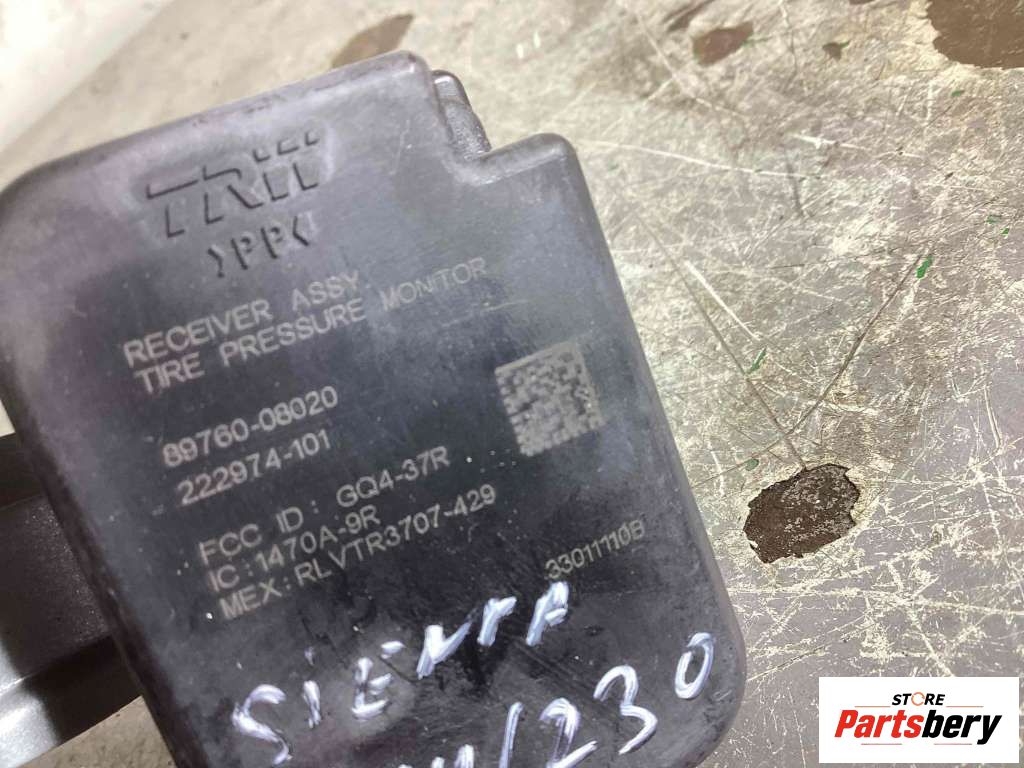 TRW
>PP<
RECEIVER ASSY
TIRE PRESSURE MONITOR
89760-08020
222974-101
FCC ID: GQ4-37R
IC:1470A-9R
MEX:RLVTR3707-429
33011110B
SIENNA
/230
STORE
Partsbery